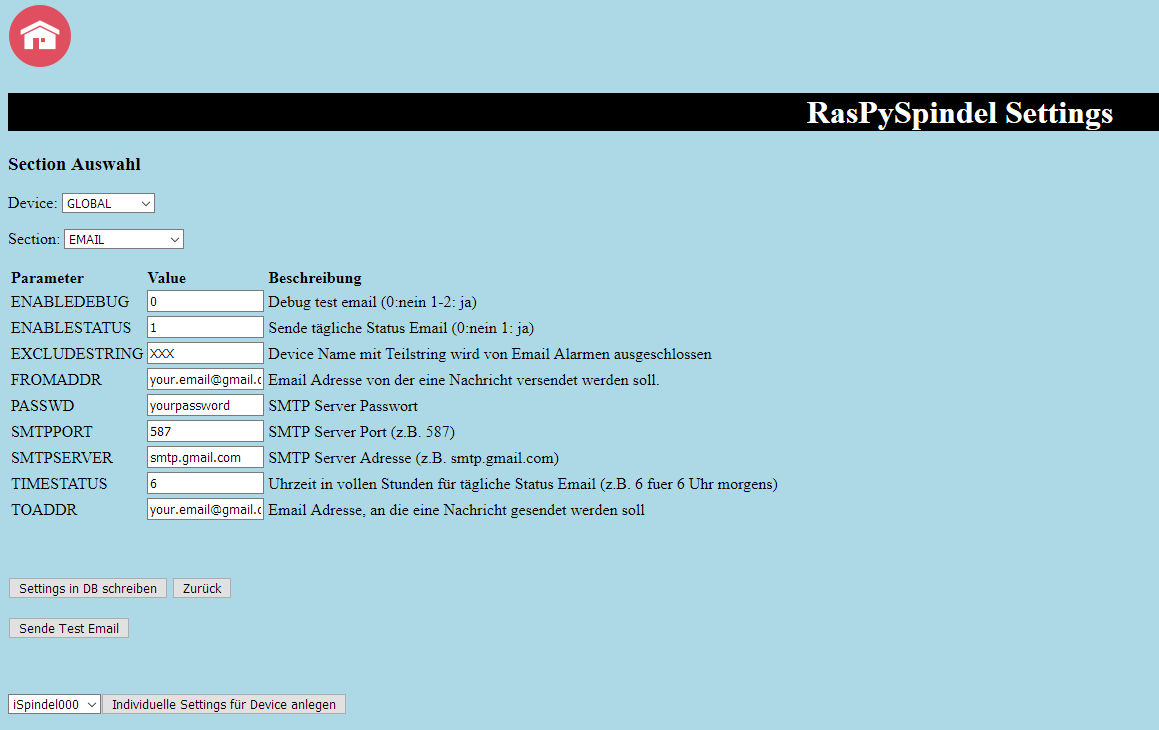 RasPySpindel Settings
Section Auswahl
Device: GLOBAL
Section: EMAIL
Parameter Value Beschreibung
ENABLEDEBUG 0 Debug test email (0:nein 1-2: ja)
ENABLESTATUS 1 Sende tägliche Status Email (0:nein 1: ja)
EXCLUDESTRING XXX Device Name mit Teilstring wird von Email Alarmen ausgeschlossen
FROMADDR your.email@gmail.c Email Adresse von der eine Nachricht versendet werden soll.
PASSWD yourpassword SMTP Server Passwort
SMTPPORT 587 SMTP Server Port (z.B. 587)
SMTPSERVER smtp.gmail.com SMTP Server Adresse (z.B. smtp.gmail.com)
TIMESTATUS 6 Uhrzeit in vollen Stunden für tägliche Status Email (z.B. 6 fuer 6 Uhr morgens)
TOADDR your.email@gmail.c Email Adresse, an die eine Nachricht gesendet werden soll
Settings in DB schreiben Zurück
Sende Test Email
iSpindel000 Individuelle Settings für Device anlegen